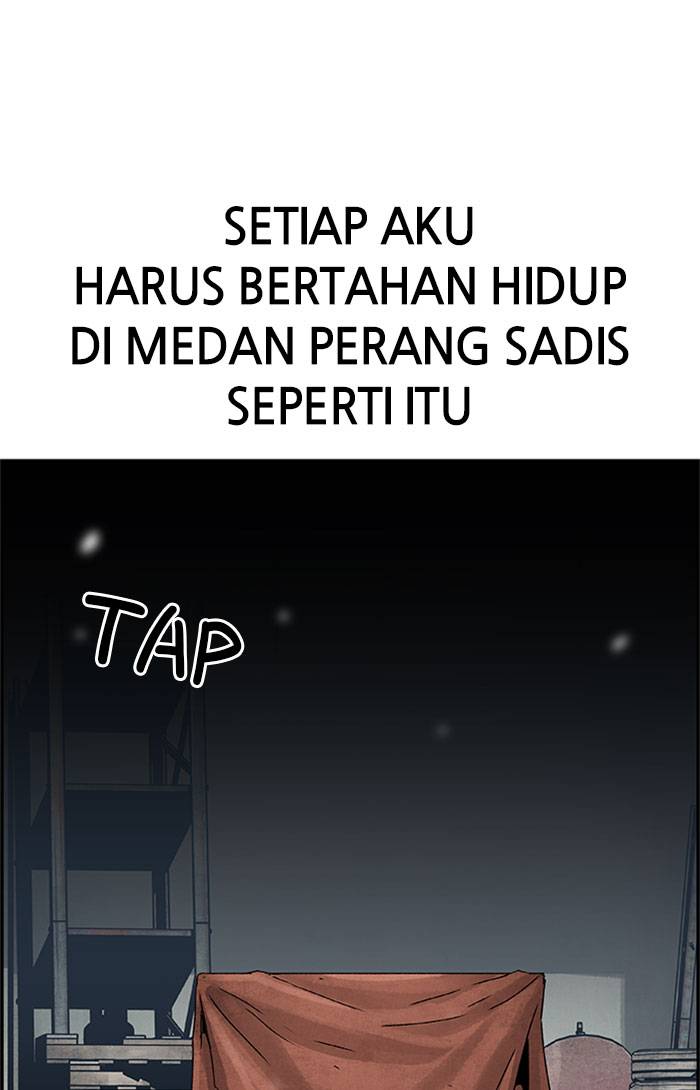 SETIAP AKU
HARUS BERTAHAN HIDUP
DI MEDAN PERANG SADIS
SEPERTI ITU
TAP